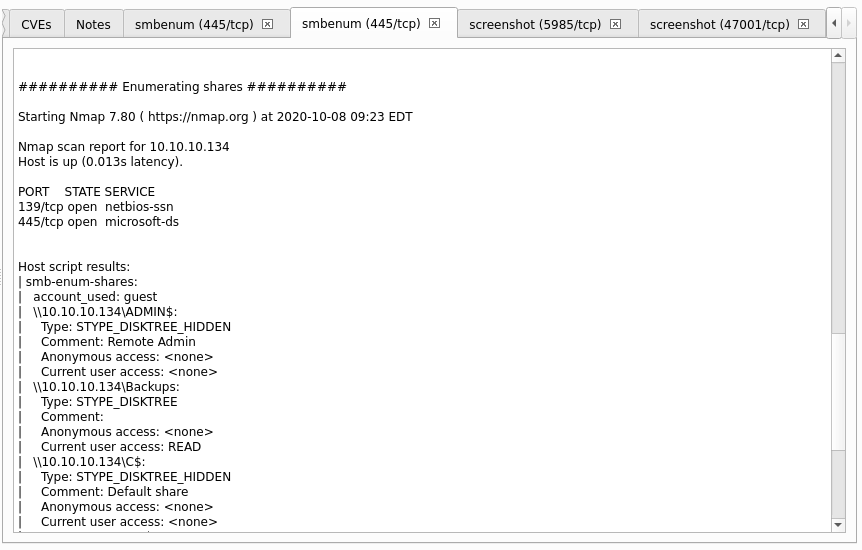 CVEs Notes smbenum (445/tcp) smbenum (445/tcp) screenshot (5985/tcp) screenshot (47001/tcp)
########## Enumerating shares ##########
Starting Nmap 7.80 ( https://nmap.org ) at 2020-10-08 09:23 EDT
Nmap scan report for 10.10.10.134
Host is up (0.013s latency).
PORT    STATE SERVICE
139/tcp open  netbios-ssn
445/tcp open  microsoft-ds
Host script results:
| smb-enum-shares:
|   account_used: guest
|   \\10.10.10.134\ADMIN$:
|     Type: STYPE_DISKTREE_HIDDEN
|     Comment: Remote Admin
|     Anonymous access: <none>
|     Current user access: <none>
|   \\10.10.10.134\Backups:
|     Type: STYPE_DISKTREE
|     Comment:
|     Anonymous access: <none>
|     Current user access: READ
|   \\10.10.10.134\C$:
|     Type: STYPE_DISKTREE_HIDDEN
|     Comment: Default share
|     Anonymous access: <none>
|     Current user access: <none>